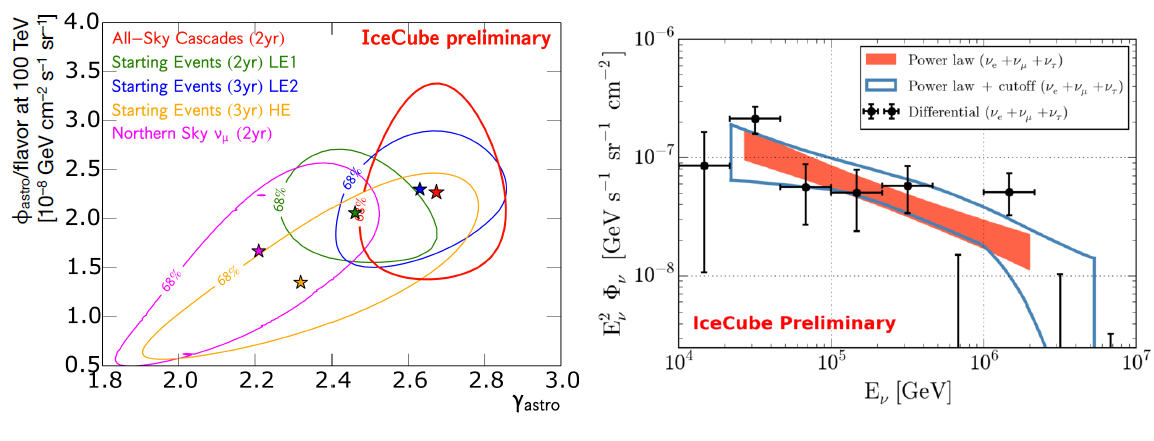 ϕastro/flavor at 100 TeV
[10−8 GeV cm−2 s−1 sr−1]
4.0
3.5
3.0
2.5
2.0
1.5
1.0
0.5
All−Sky Cascades (2yr)
Starting Events (2yr) LE1
Starting Events (3yr) LE2
Starting Events (3yr) HE
Northern Sky νμ (2yr)
IceCube preliminary
68%
68%
68%
68%
68%
1.8 2.0 2.2 2.4 2.6 2.8 3.0
γastro
E²ν Φν [GeV s−1 sr−1 cm−2]
10−6
10−7
10−8
Power law (νe +νμ +ντ)
Power law + cutoff (νe +νμ +ντ)
Differential (νe +νμ +ντ)
IceCube Preliminary
10⁴ 10⁵ 10⁶ 10⁷
Eν [GeV]